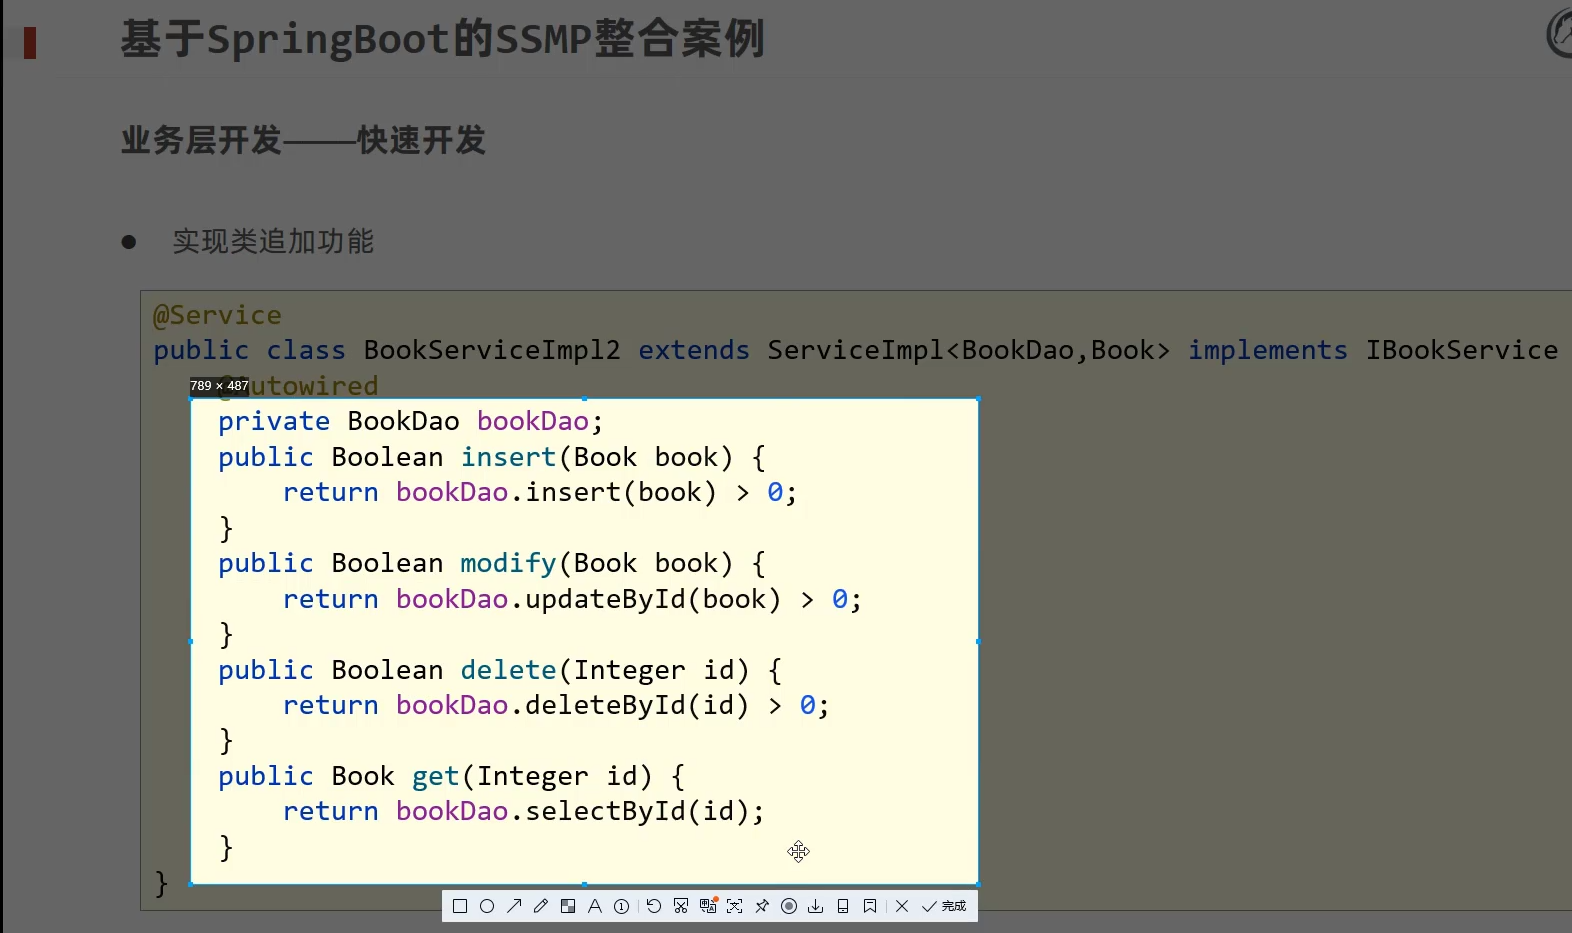 基于SpringBoot的SSMP整合案例
业务层开发——快速开发
● 实现类追加功能
@Service
public class BookServiceImpl2 extends ServiceImpl<BookDao,Book> implements IBookService
789 × 487
@Autowired
private BookDao bookDao;
public Boolean insert(Book book) {
return bookDao.insert(book) > 0;
}
public Boolean modify(Book book) {
return bookDao.updateById(book) > 0;
}
public Boolean delete(Integer id) {
return bookDao.deleteById(id) > 0;
}
public Book get(Integer id) {
return bookDao.selectById(id);
}
}
完成